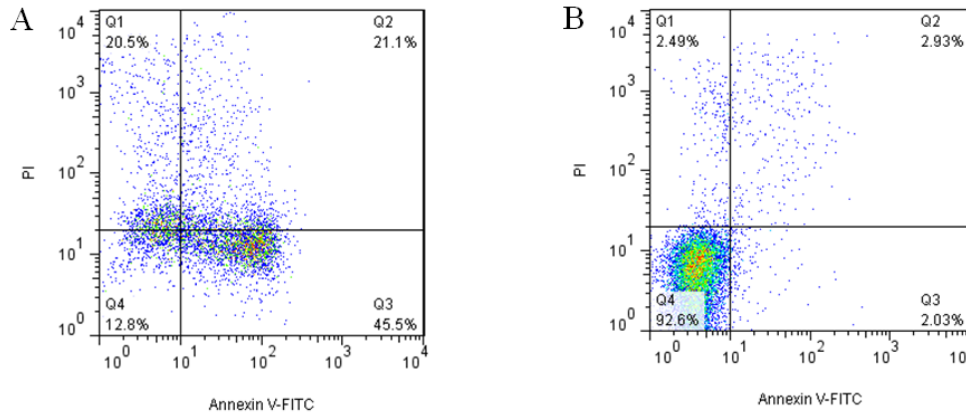 A
Q1
20.5%
Q2
21.1%
10^4
10^3
PI
10^2
10^1
10^0
Q4
12.8%
Q3
45.5%
10^0 10^1 10^2 10^3 10^4
Annexin V-FITC
B
Q1
2.49%
Q2
2.93%
10^4
10^3
PI
10^2
10^1
10^0
Q4
92.6%
Q3
2.03%
10^0 10^1 10^2 10^3 10
Annexin V-FITC